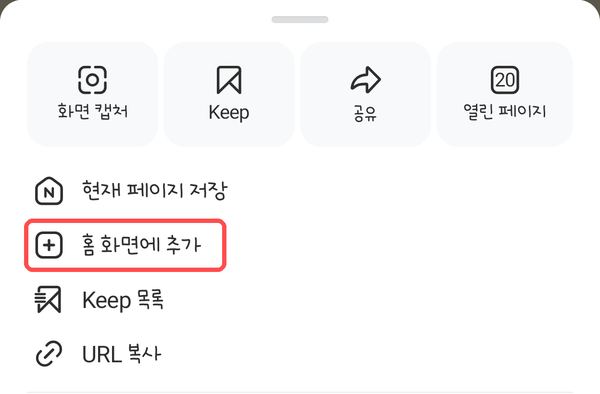 화면 캡처
Keep
공유
20
열린 페이지
N
현재 페이지 저장
홈 화면에 추가
Keep 목록
URL 복사